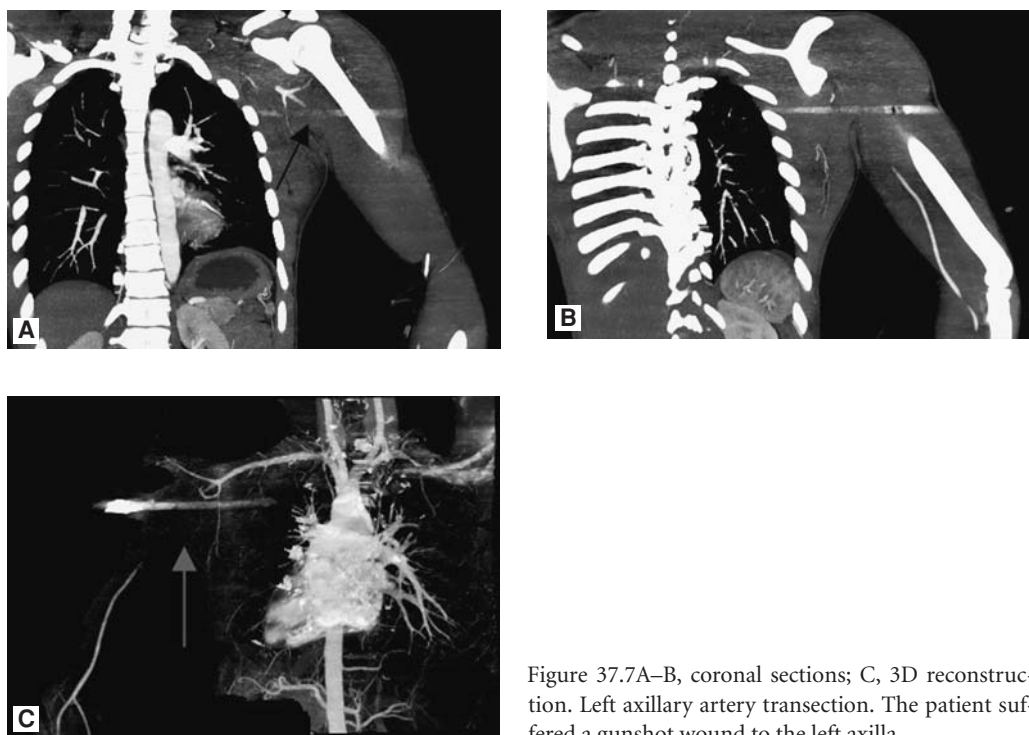 A
B
C
Figure 37.7A–B, coronal sections; C, 3D reconstruc-
tion. Left axillary artery transection. The patient suf-
fered a gunshot wound to the left axilla.